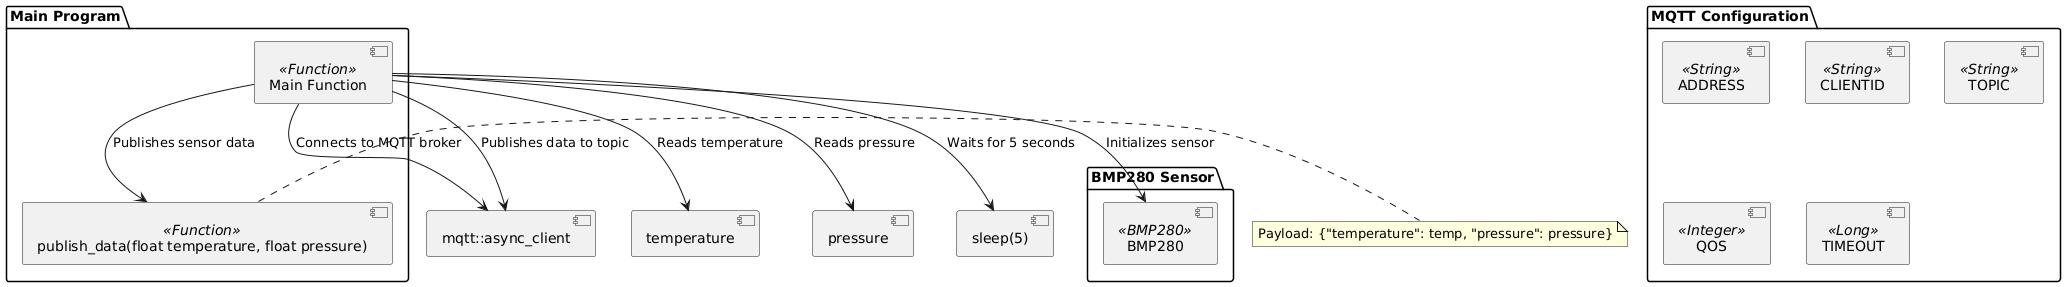 Main Program
«Function»
Main Function
Publishes sensor data
Connects to MQTT broker
Publishes data to topic
Reads temperature
Reads pressure
Waits for 5 seconds
Initializes sensor
«Function»
publish_data(float temperature, float pressure)
mqtt::async_client
temperature
pressure
sleep(5)
BMP280 Sensor
«BMP280»
BMP280
Payload: {"temperature": temp, "pressure": pressure}
MQTT Configuration
«String»
ADDRESS
«String»
CLIENTID
«String»
TOPIC
«Integer»
QOS
«Long»
TIMEOUT